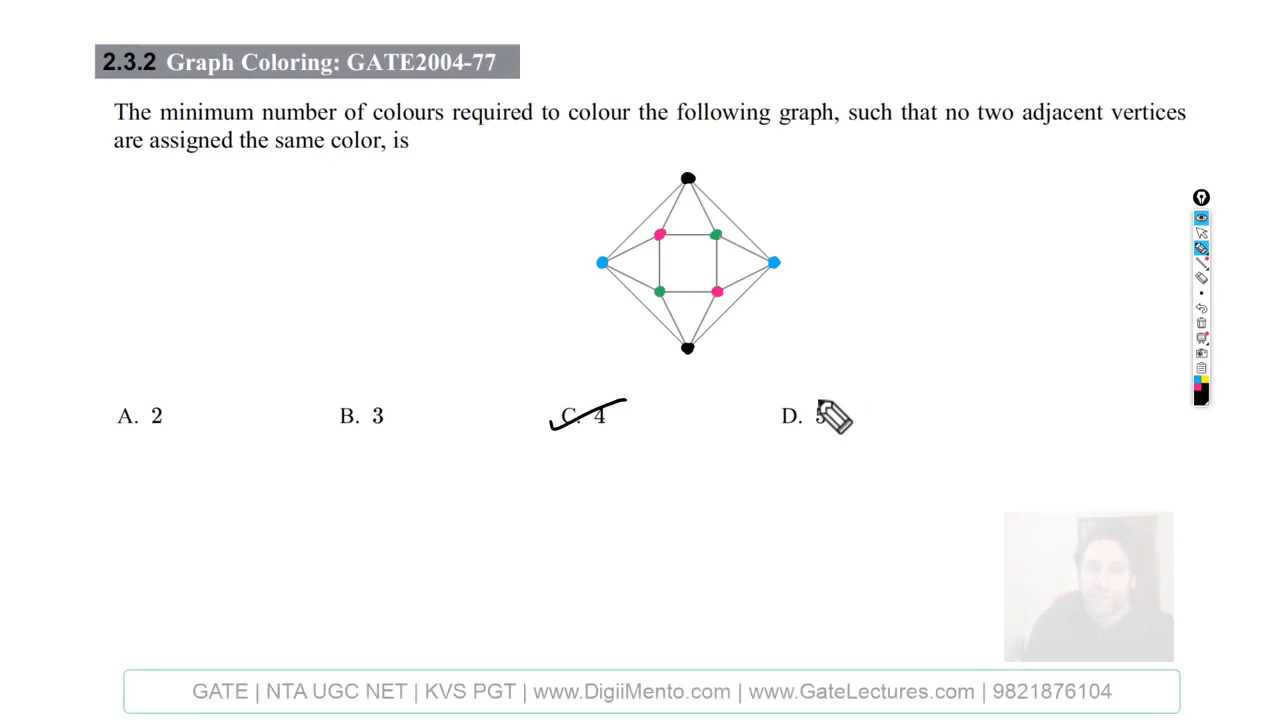 2.3.2 Graph Coloring: GATE2004-77
The minimum number of colours required to colour the following graph, such that no two adjacent vertices
are assigned the same color, is
A. 2 B. 3 C. 4 D. 5
GATE | NTA UGC NET | KVS PGT | www.DigiiMento.com | www.GateLectures.com | 9821876104